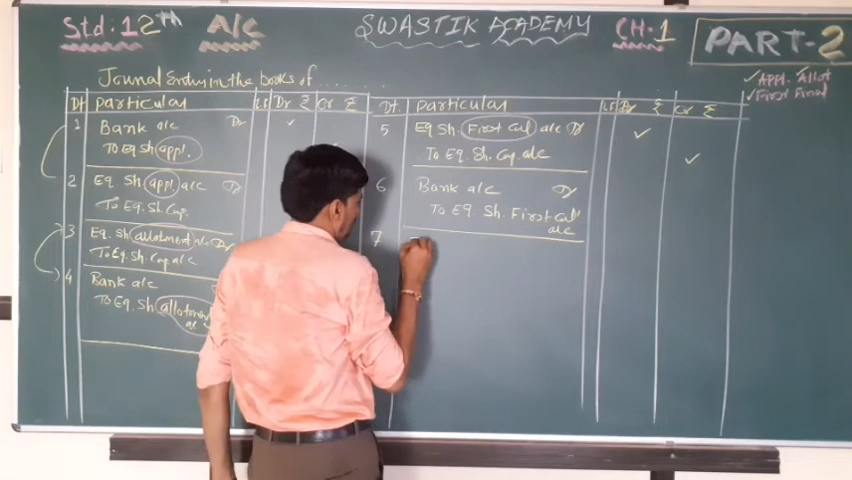 Std: 12TH
A/C
SWASTIK ACADEMY
CH-1
PART-2
✓ Appl. ✓ Allot
✓ First Final
Journal Entry in the books of ........
Dt Particular L.F. Dr ₹ Cr ₹
1 Bank a/c Dr ✓
To Eq Sh appl.
2 Eq Sh appl. a/c Dr
To Eq. Sh. Cap.
3 Eq. Sh allotment a/c Dr
To Eq. Sh. Cap a/c
4 Bank a/c
To Eq. Sh allotment
a/c
Dt. Particular L.F. Dr ₹ Cr ₹
5 Eq Sh. First Call a/c Dr ✓
To Eq. Sh. Cap. a/c ✓
6 Bank a/c Dr
To Eq Sh. First Call
a/c
7